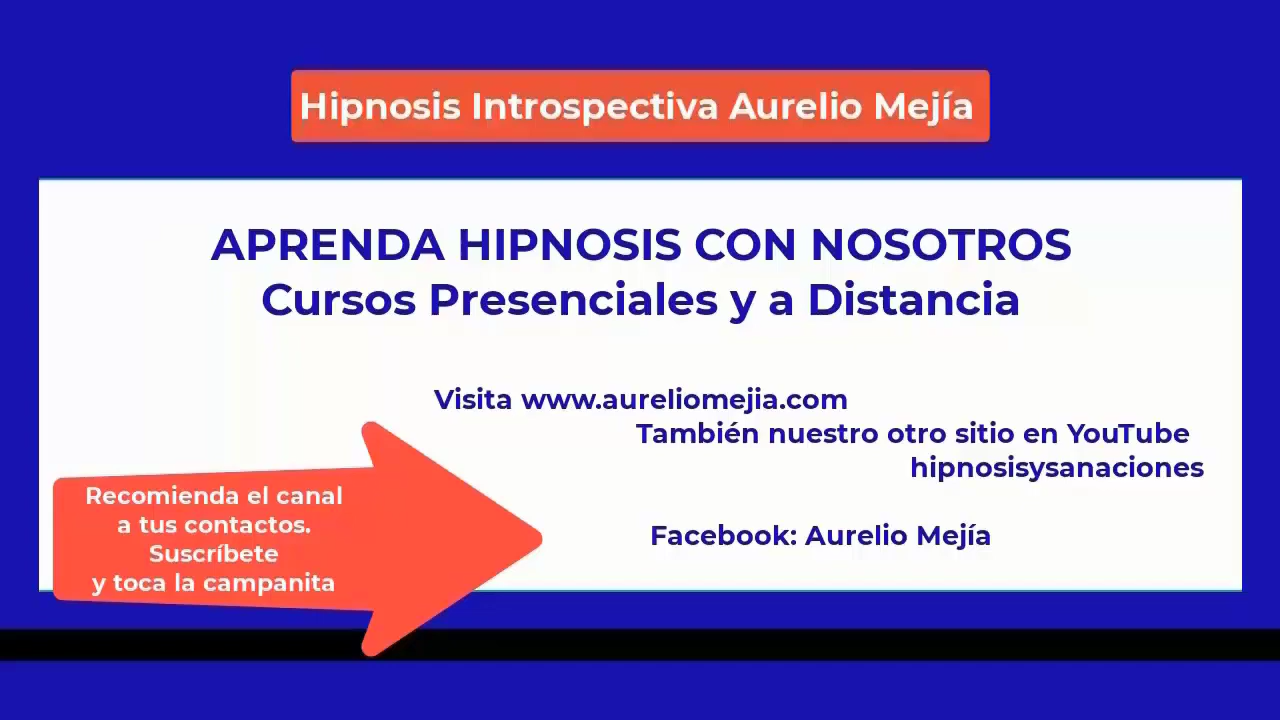 Hipnosis Introspectiva Aurelio Mejía
APRENDA HIPNOSIS CON NOSOTROS
Cursos Presenciales y a Distancia
Visita www.aureliomejia.com
También nuestro otro sitio en YouTube
hipnosisysanaciones
Facebook: Aurelio Mejía
Recomienda el canal
a tus contactos.
Suscríbete
y toca la campanita